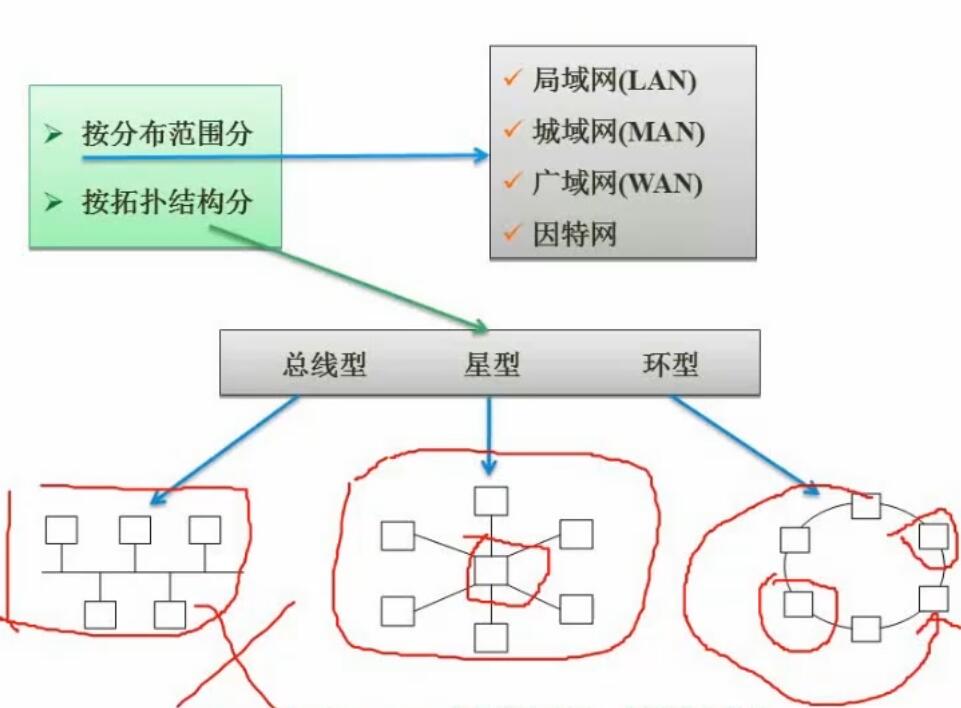 按分布范围分
按拓扑结构分
局域网(LAN)
城域网(MAN)
广域网(WAN)
因特网
总线型 星型 环型